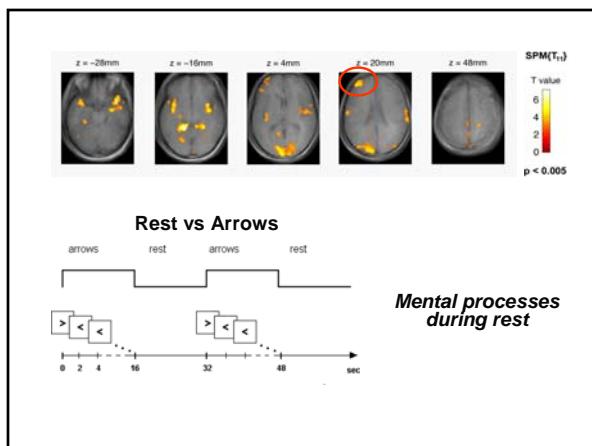 z = -28mm z = -16mm z = 4mm z = 20mm z = 48mm
SPM{T11}
T value
6
4
2
0
p < 0.005
Rest vs Arrows
arrows rest arrows rest
> < <
> < <
0 2 4 16 32 48 sec
Mental processes
during rest